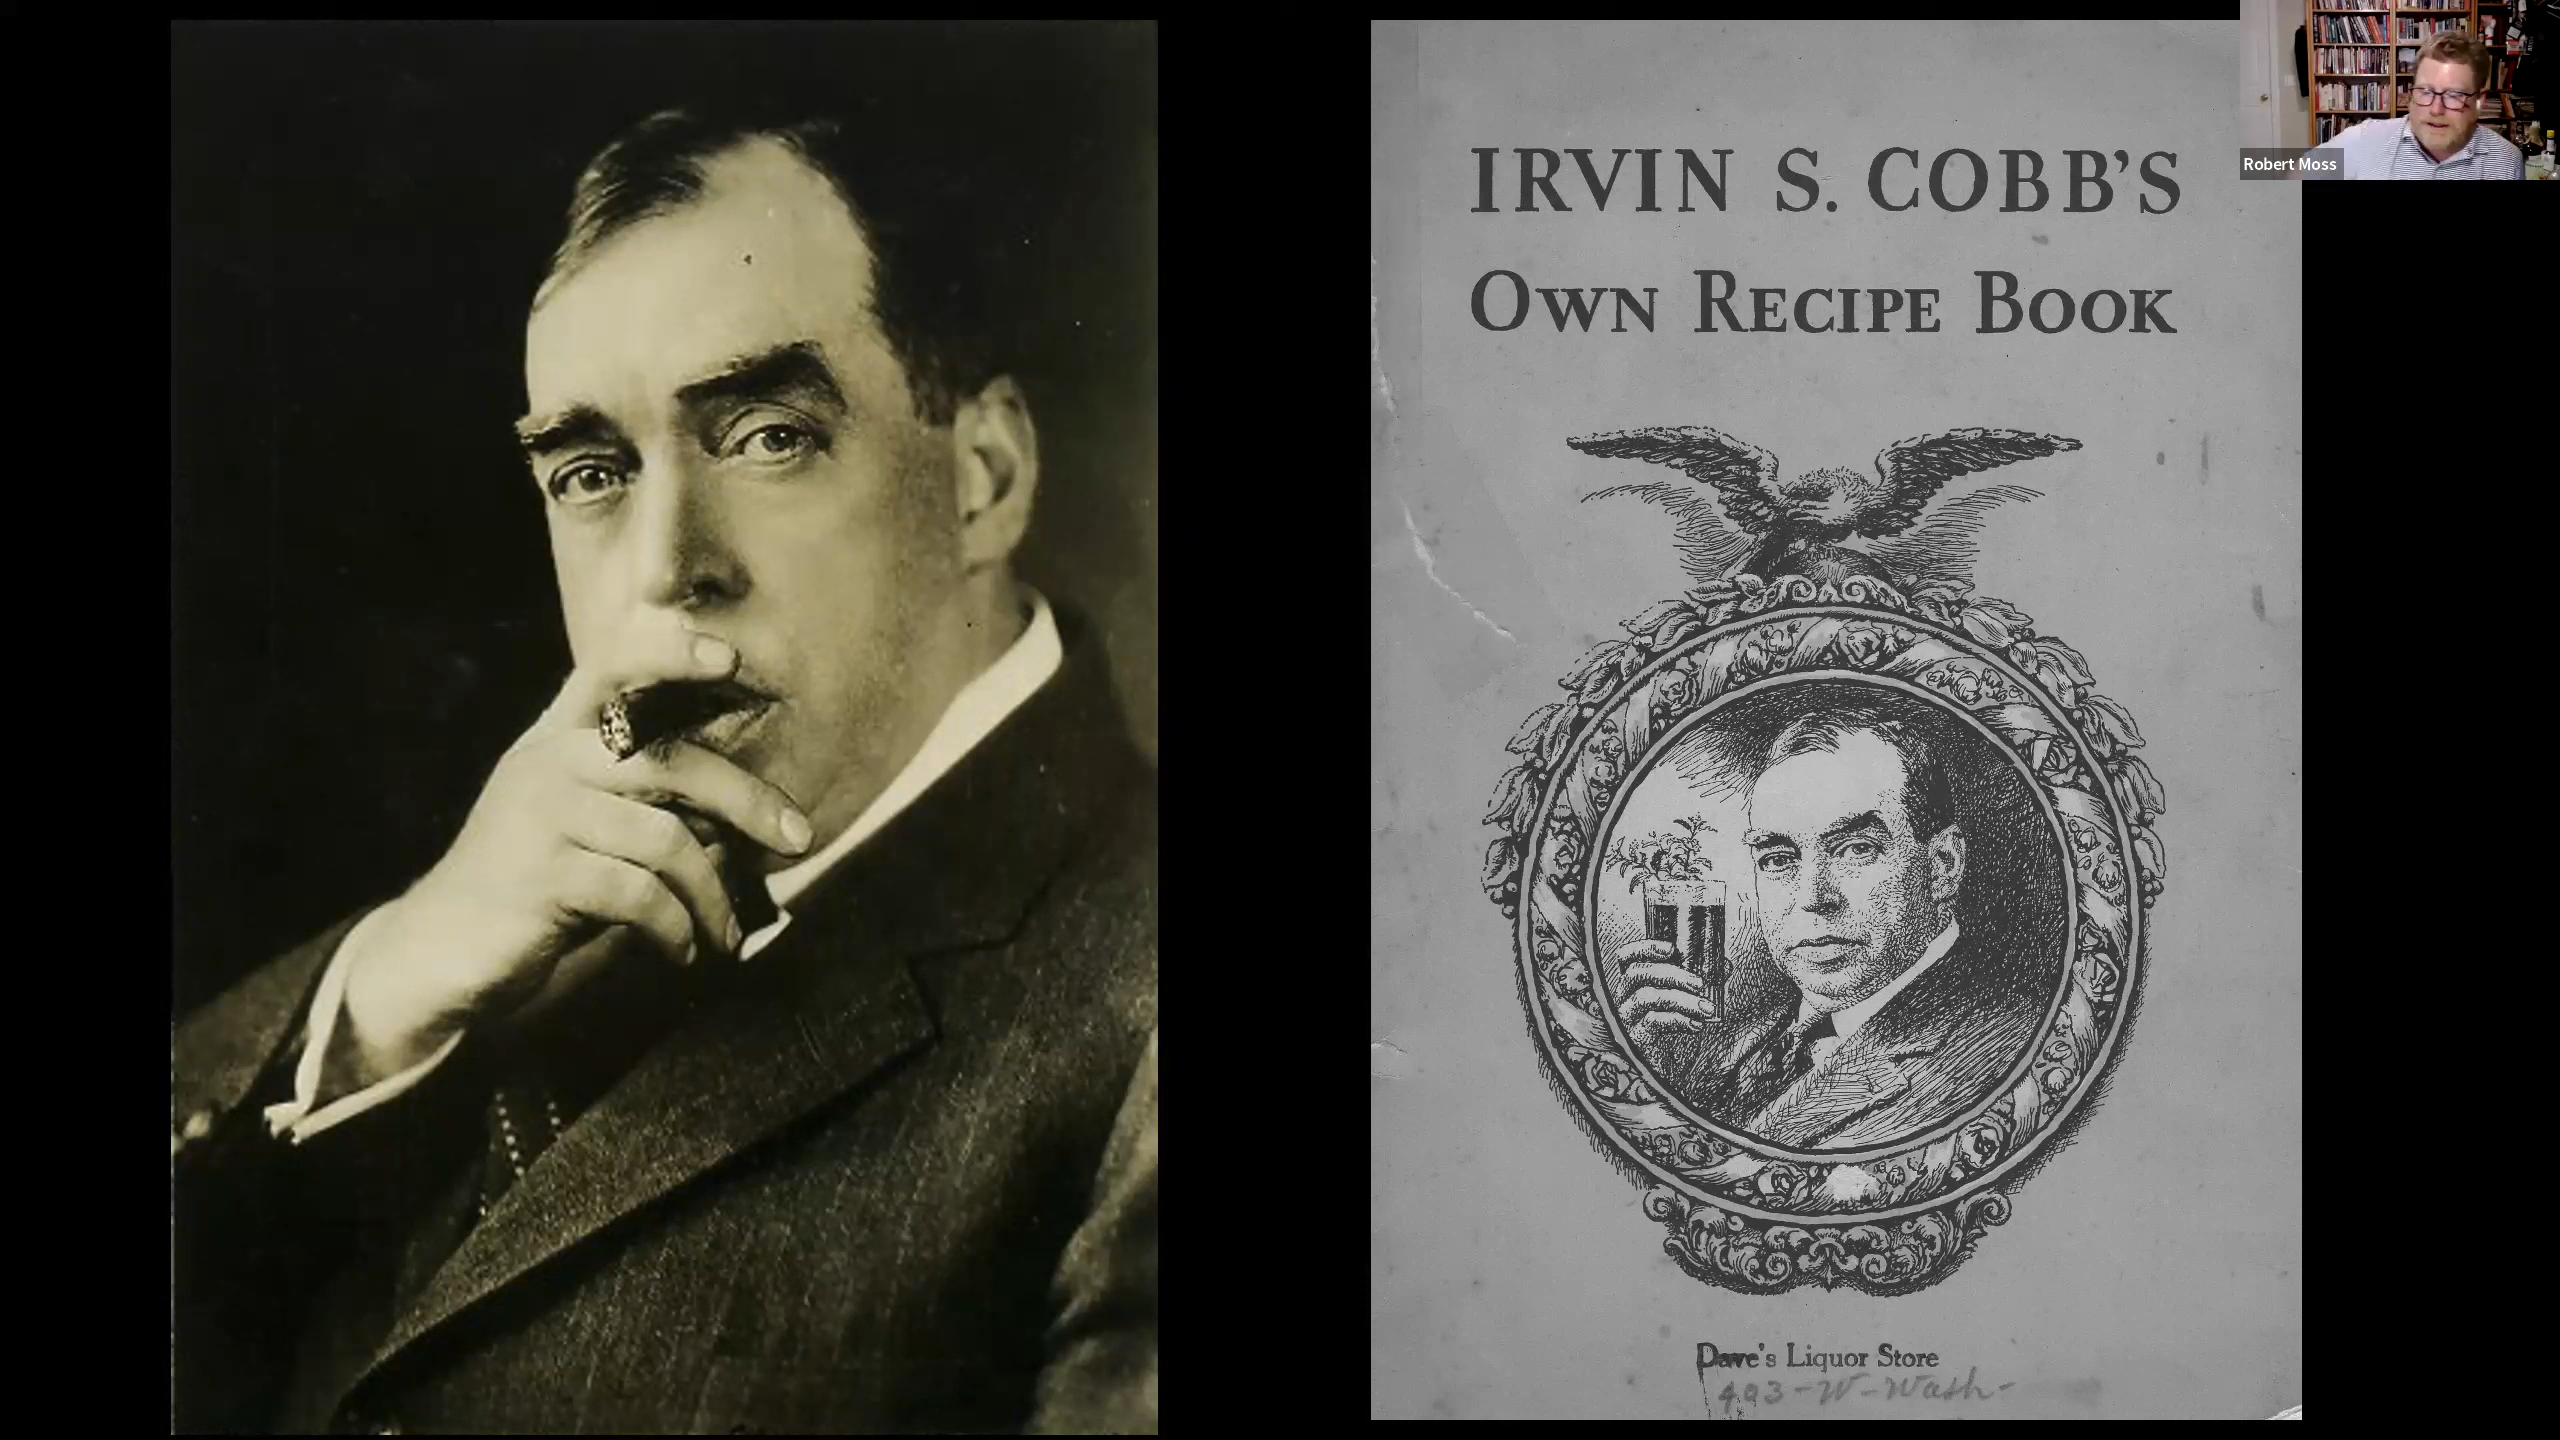 IRVIN S. COBB'S
OWN RECIPE BOOK
Robert Moss
Dave's Liquor Store
493-W-Wash-